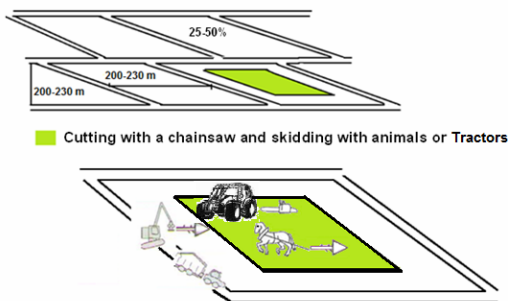 25-50%
200-230 m
200-230 m
Cutting with a chainsaw and skidding with animals or Tractors